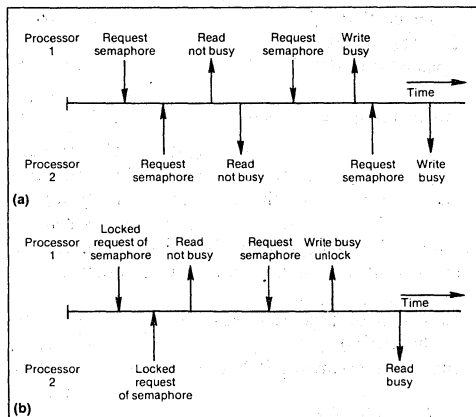 Processor
1
Request
semaphore
Read
not busy
Request
semaphore
Write
busy
Time
Processor
2
Request
semaphore
Read
not busy
Request
semaphore
Write
busy
(a)
Processor
1
Locked
request of
semaphore
Read
not busy
Request
semaphore
Write busy
unlock
Time
Processor
2
Locked
request
of semaphore
Read
busy
(b)